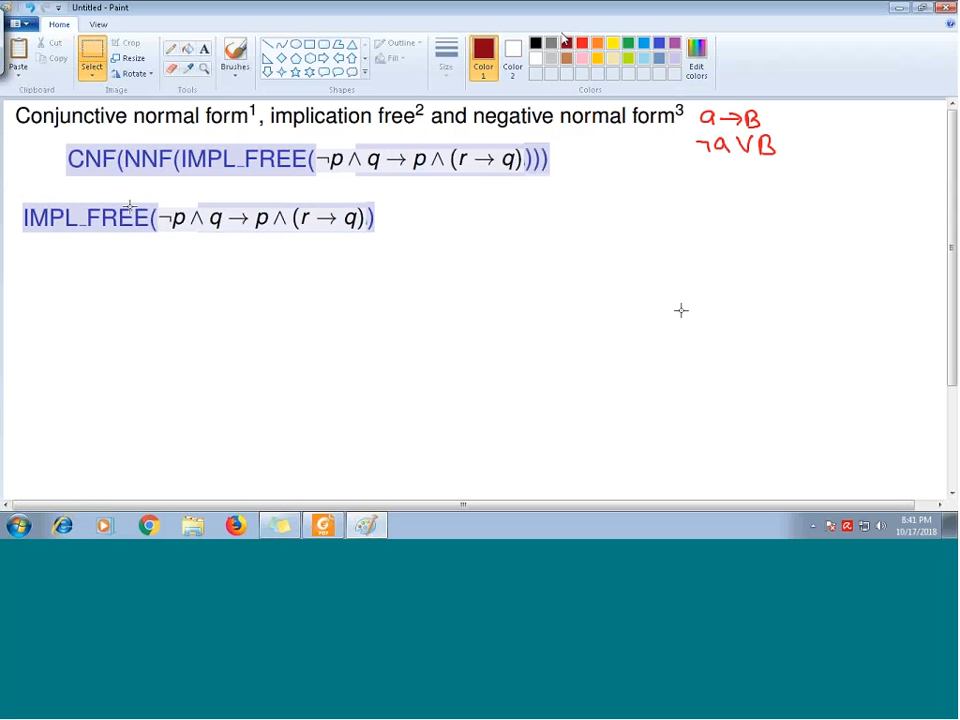 Untitled - Paint
Home View
Paste
Cut
Copy
Clipboard
Select
Crop
Resize
Rotate
Image
A
Tools
Brushes
Outline
Fill
Shapes
Size
Color 1
Color 2
Edit colors
Colors
Conjunctive normal form¹, implication free² and negative normal form³
a → B
¬a ∨ B
CNF(NNF(IMPL_FREE(¬p ∧ q → p ∧ (r → q))))
IMPL_FREE(¬p ∧ q → p ∧ (r → q))
PDF
8:41 PM
10/17/2018